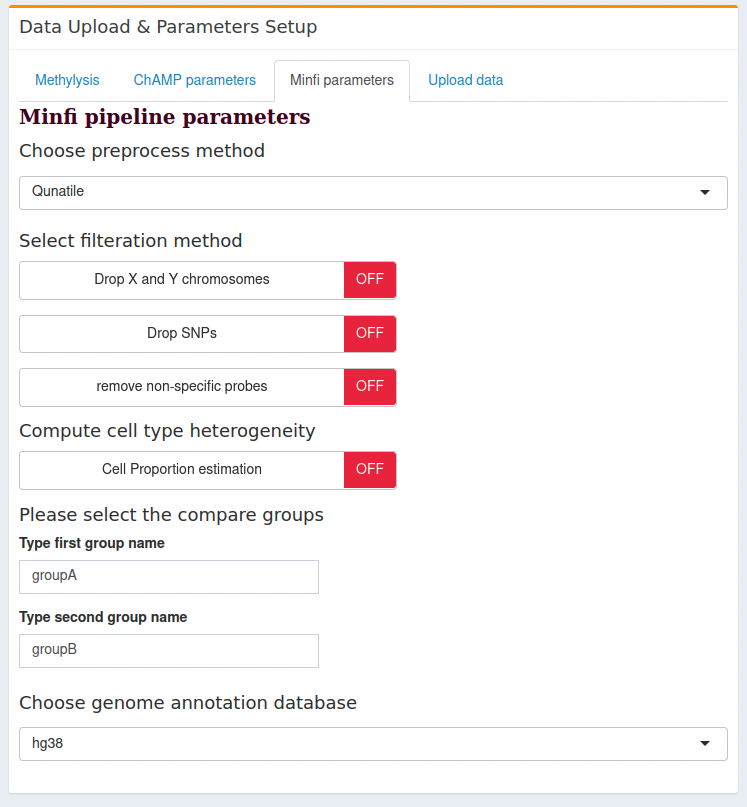 Data Upload & Parameters Setup
Methylysis ChAMP parameters Minfi parameters Upload data
Minfi pipeline parameters
Choose preprocess method
Qunatile
Select filteration method
Drop X and Y chromosomes OFF
Drop SNPs OFF
remove non-specific probes OFF
Compute cell type heterogeneity
Cell Proportion estimation OFF
Please select the compare groups
Type first group name
groupA
Type second group name
groupB
Choose genome annotation database
hg38